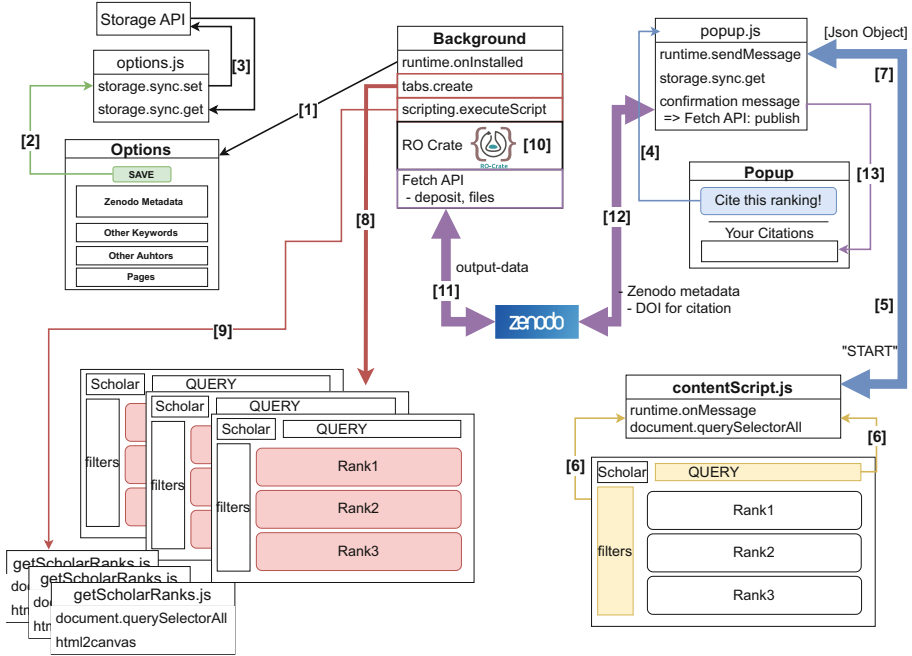 Storage API
options.js
storage.sync.set
storage.sync.get
[3]
[2]
[1]
Options
SAVE
Zenodo Metadata
Other Keywords
Other Auhtors
Pages
Background
runtime.onInstalled
tabs.create
scripting.executeScript
RO Crate
RO-Crate
[10]
Fetch API
- deposit, files
[8]
[9]
output-data
[11]
zenodo
[12]
- Zenodo metadata
- DOI for citation
popup.js
runtime.sendMessage
storage.sync.get
confirmation message
=> Fetch API: publish
[Json Object]
[7]
[4]
[13]
Popup
Cite this ranking!
Your Citations
[5]
"START"
contentScript.js
runtime.onMessage
document.querySelectorAll
[6]
[6]
Scholar
QUERY
filters
Rank1
Rank2
Rank3
Scholar
QUERY
filters
QUERY
filters
Scholar
QUERY
filters
Rank1
Rank2
Rank3
getScholarRanks.js
do
htm
getScholarRanks.js
do
htm
getScholarRanks.js
document.querySelectorAll
html2canvas